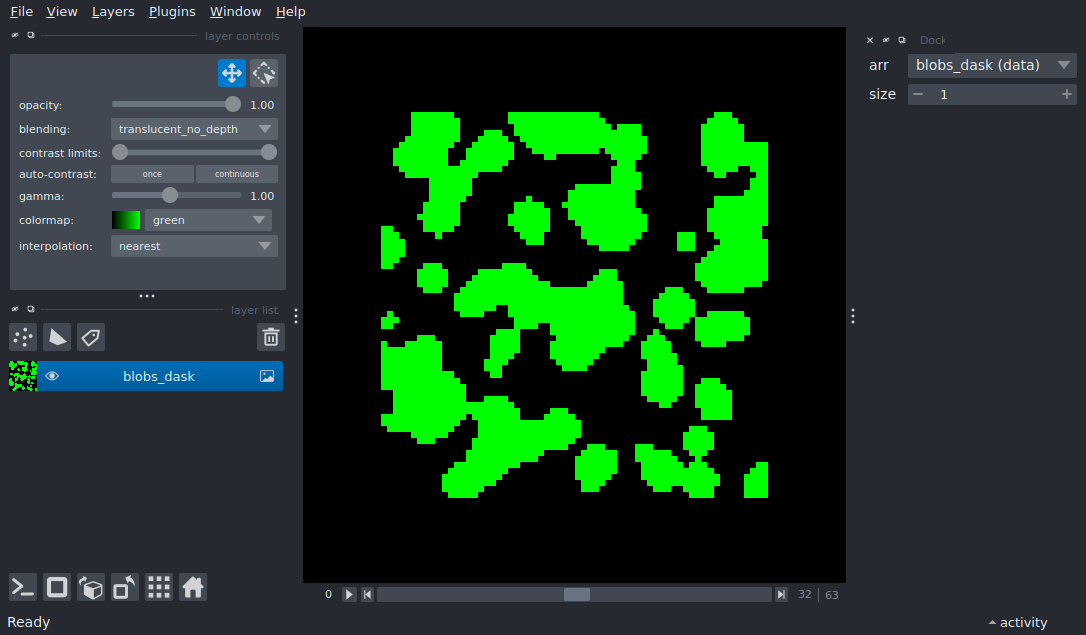 File View Layers Plugins Window Help
layer controls
opacity: 1.00
blending: translucent_no_depth
contrast limits:
auto-contrast: once continuous
gamma: 1.00
colormap: green
interpolation: nearest
layer list
blobs_dask
0 32 63
Ready
Dock
arr blobs_dask (data)
size 1
activity